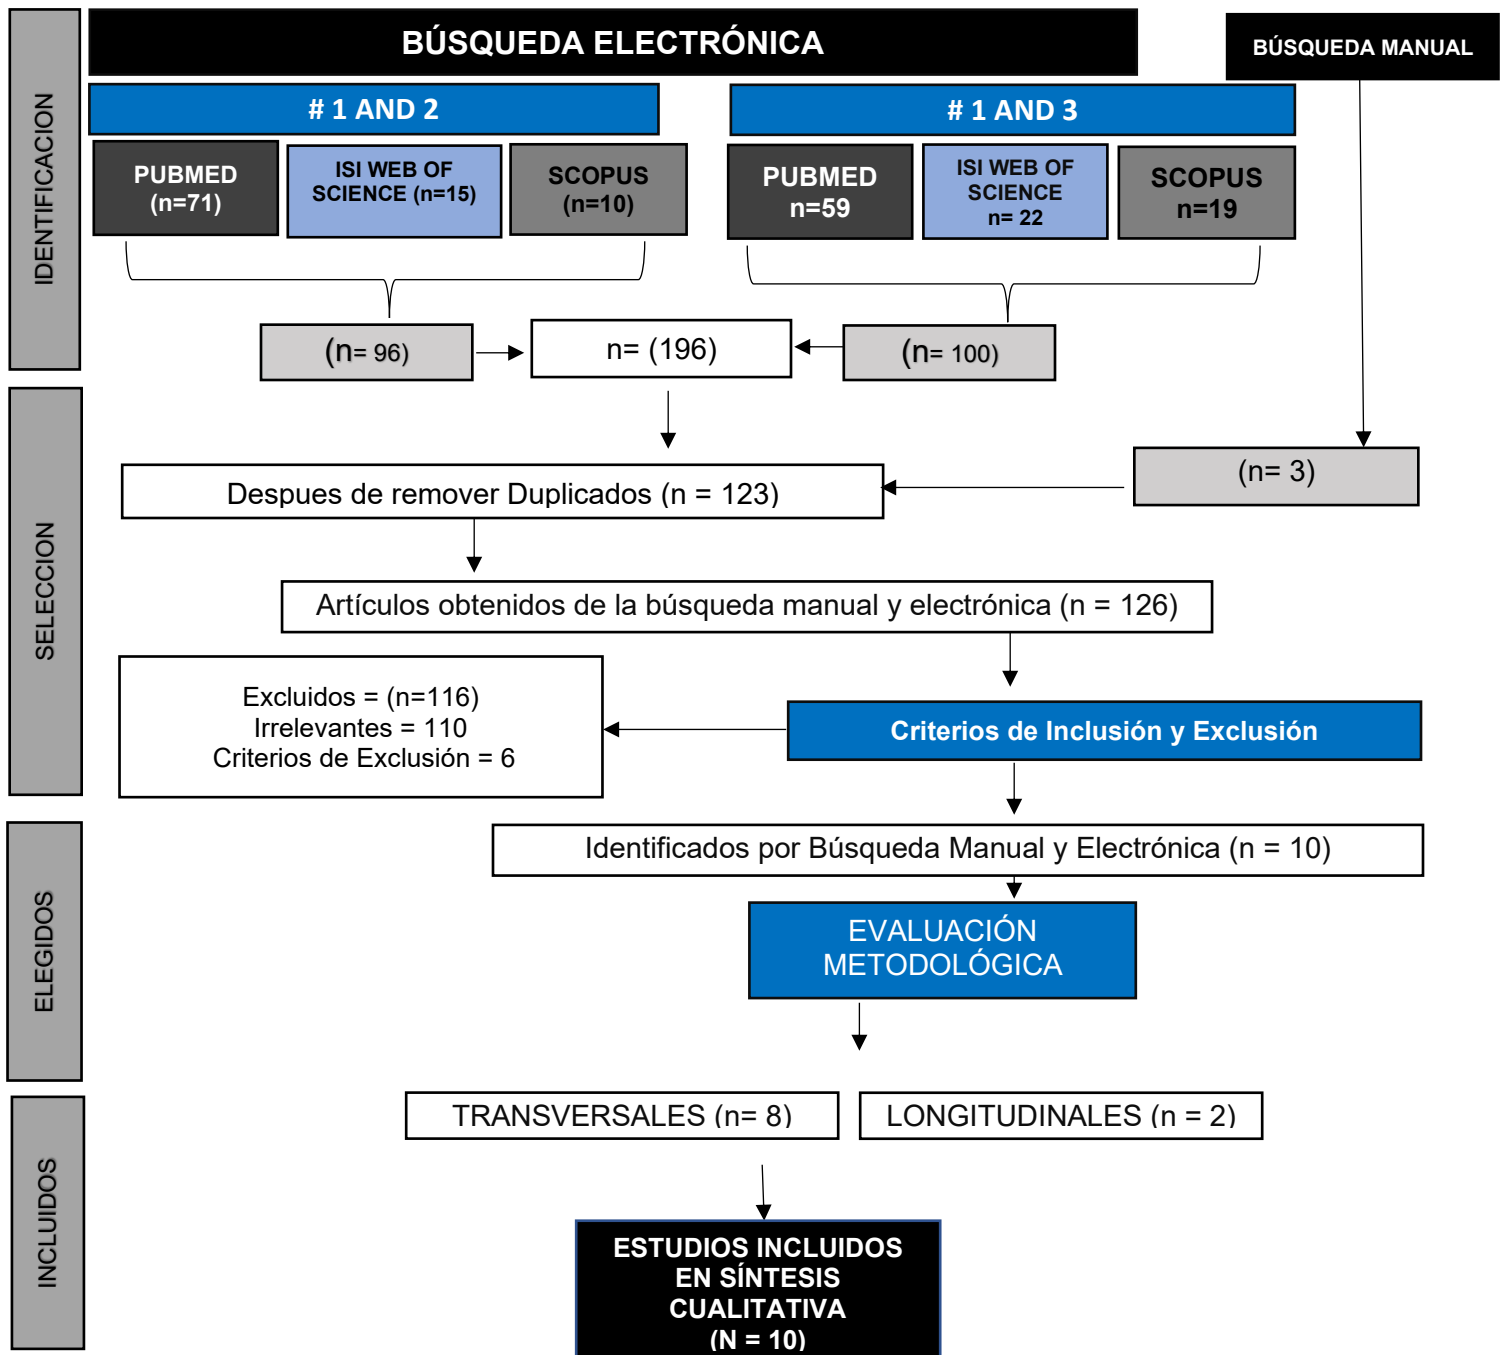 BÚSQUEDA ELECTRÓNICA
BÚSQUEDA MANUAL
IDENTIFICACION
# 1 AND 2
# 1 AND 3
PUBMED
(n=71)
ISI WEB OF
SCIENCE (n=15)
SCOPUS
(n=10)
PUBMED
n=59
ISI WEB OF
SCIENCE
n= 22
SCOPUS
n=19
(n= 96)
n= (196)
(n= 100)
SELECCION
(n= 3)
Despues de remover Duplicados (n = 123)
Artículos obtenidos de la búsqueda manual y electrónica (n = 126)
Excluidos = (n=116)
Irrelevantes = 110
Criterios de Exclusión = 6
Criterios de Inclusión y Exclusión
ELEGIDOS
Identificados por Búsqueda Manual y Electrónica (n = 10)
EVALUACIÓN
METODOLÓGICA
INCLUIDOS
TRANSVERSALES (n= 8)
LONGITUDINALES (n = 2)
ESTUDIOS INCLUIDOS
EN SÍNTESIS
CUALITATIVA
(N = 10)